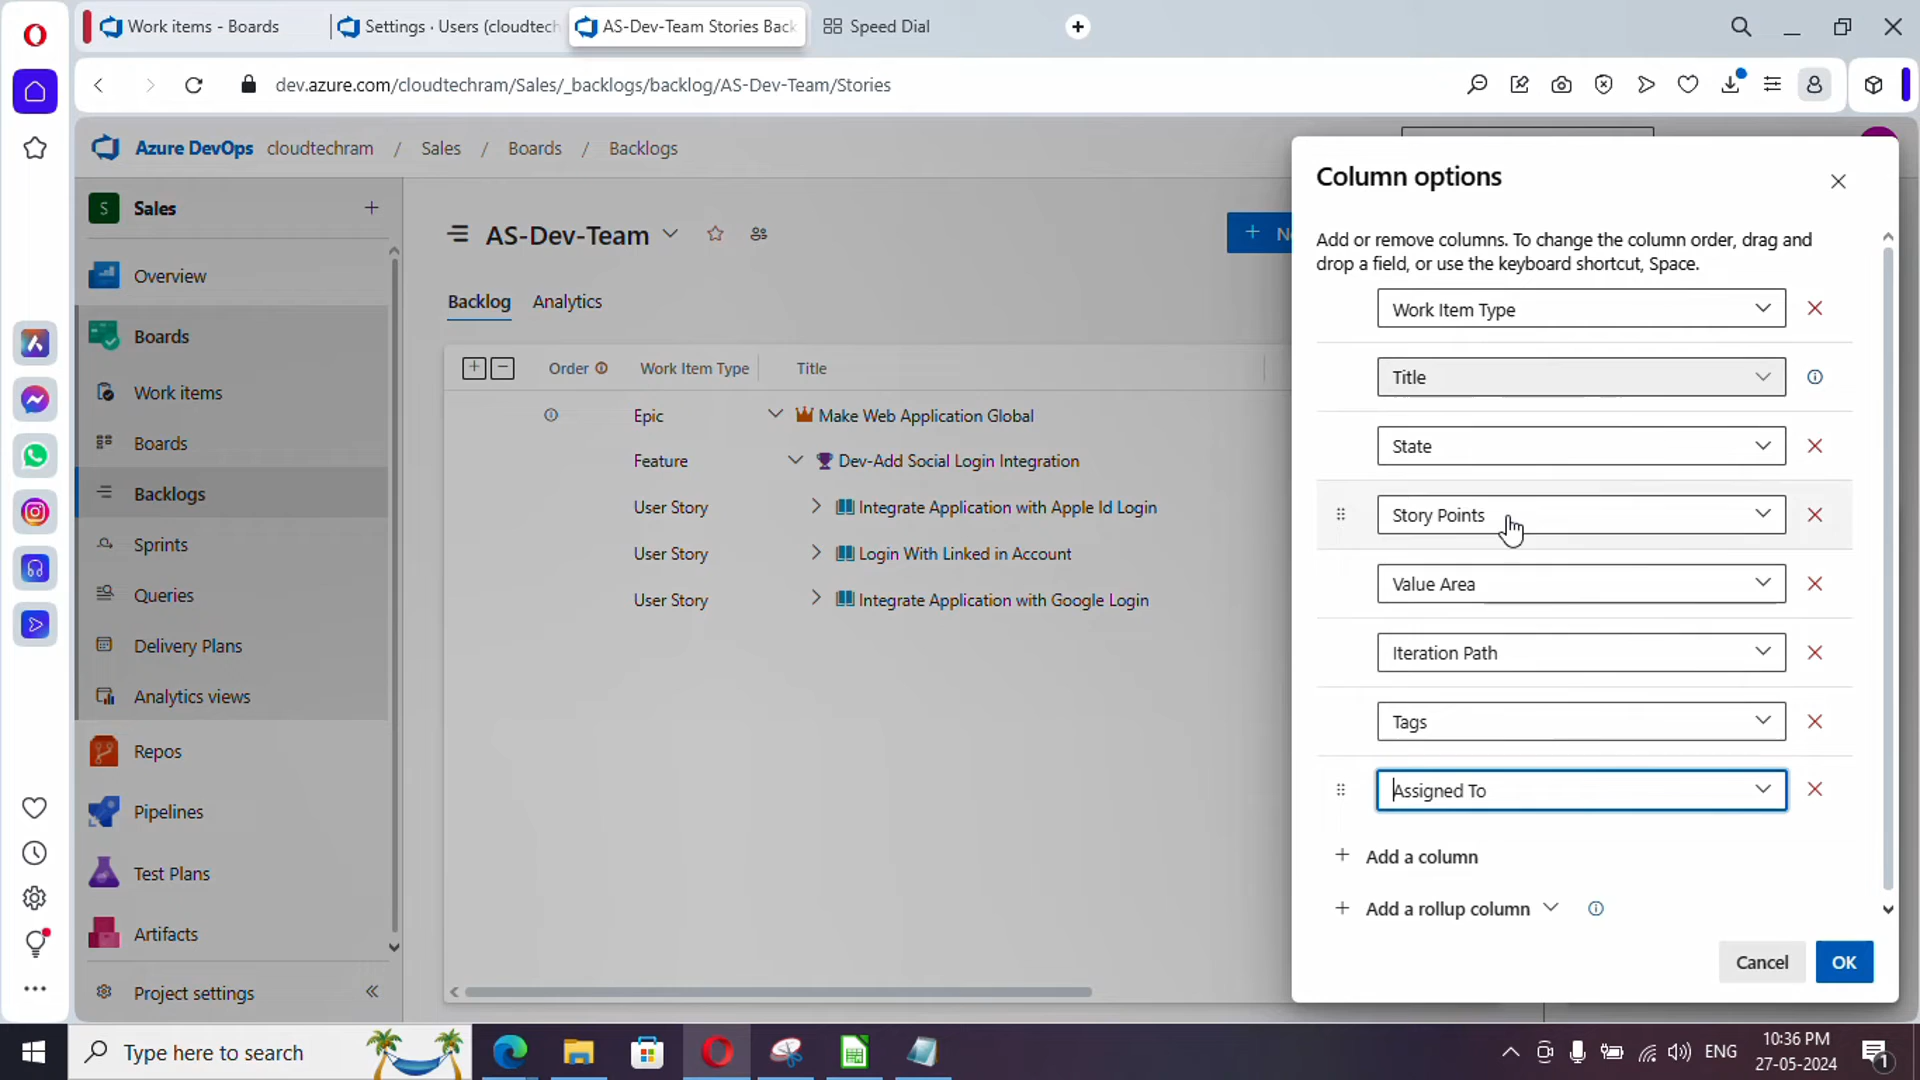 Work items - Boards
Settings · Users (cloudtech
AS-Dev-Team Stories Back
Speed Dial
dev.azure.com/cloudtechram/Sales/_backlogs/backlog/AS-Dev-Team/Stories
Azure DevOps cloudtechram / Sales / Boards / Backlogs
S Sales
Overview
Boards
Work items
Boards
Backlogs
Sprints
Queries
Delivery Plans
Analytics views
Repos
Pipelines
Test Plans
Artifacts
Project settings
AS-Dev-Team
Backlog Analytics
Order Work Item Type Title
Epic Make Web Application Global
Feature Dev-Add Social Login Integration
User Story Integrate Application with Apple Id Login
User Story Login With Linked in Account
User Story Integrate Application with Google Login
Column options
Add or remove columns. To change the column order, drag and
drop a field, or use the keyboard shortcut, Space.
Work Item Type
Title
State
Story Points
Value Area
Iteration Path
Tags
Assigned To
Add a column
Add a rollup column
Cancel OK
Type here to search
ENG
10:36 PM
27-05-2024
1